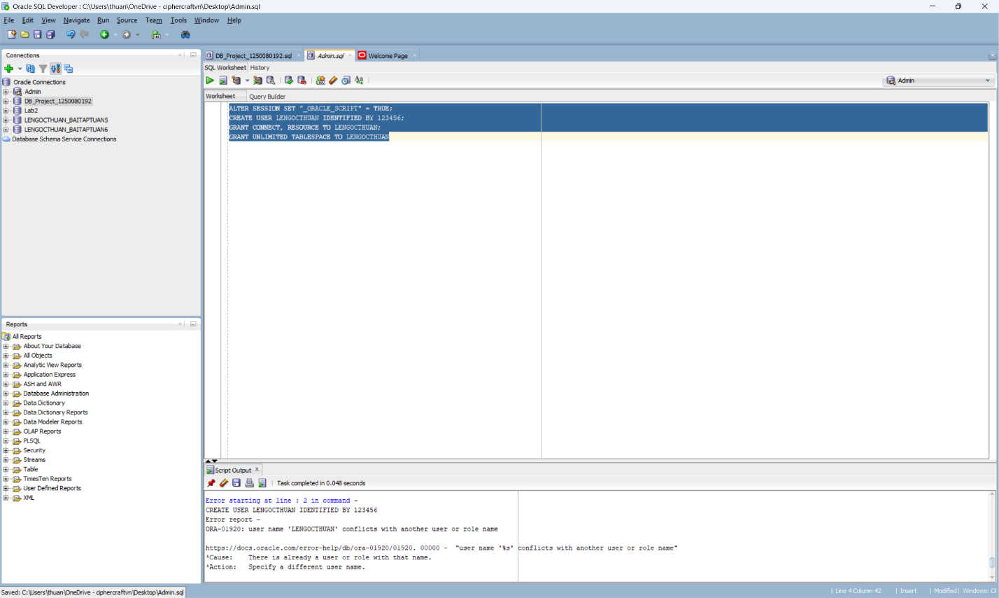 Oracle SQL Developer : C:\Users\thuan\OneDrive - ciphercraftvn\Desktop\Admin.sql
File Edit View Navigate Run Source Team Tools Window Help
Connections
Oracle Connections
Admin
DB_Project_1250080192
Lab2
LENGOCTHUAN_BAITAPTUAN5
LENGOCTHUAN_BAITAPTUAN6
Database Schema Service Connections
Reports
All Reports
About Your Database
All Objects
Analytic View Reports
Application Express
ASH and AWR
Database Administration
Data Dictionary
Data Dictionary Reports
Data Modeler Reports
OLAP Reports
PLSQL
Security
Streams
Table
TimesTen Reports
User Defined Reports
XML
DB_Project_1250080192.sql
Admin.sql
Welcome Page
SQL Worksheet History
Admin
Worksheet Query Builder
ALTER SESSION SET "_ORACLE_SCRIPT" = TRUE;
CREATE USER LENGOCTHUAN IDENTIFIED BY 123456;
GRANT CONNECT, RESOURCE TO LENGOCTHUAN;
GRANT UNLIMITED TABLESPACE TO LENGOCTHUAN
Script Output
Task completed in 0.048 seconds
Error starting at line : 2 in command -
CREATE USER LENGOCTHUAN IDENTIFIED BY 123456
Error report -
ORA-01920: user name 'LENGOCTHUAN' conflicts with another user or role name
https://docs.oracle.com/error-help/db/ora-01920/01920. 00000 - "user name '%s' conflicts with another user or role name"
*Cause: There is already a user or role with that name.
*Action: Specify a different user name.
Saved: C:\Users\thuan\OneDrive - ciphercraftvn\Desktop\Admin.sql
| Line 4 Column 42 | Insert | Modified | Windows: Cl